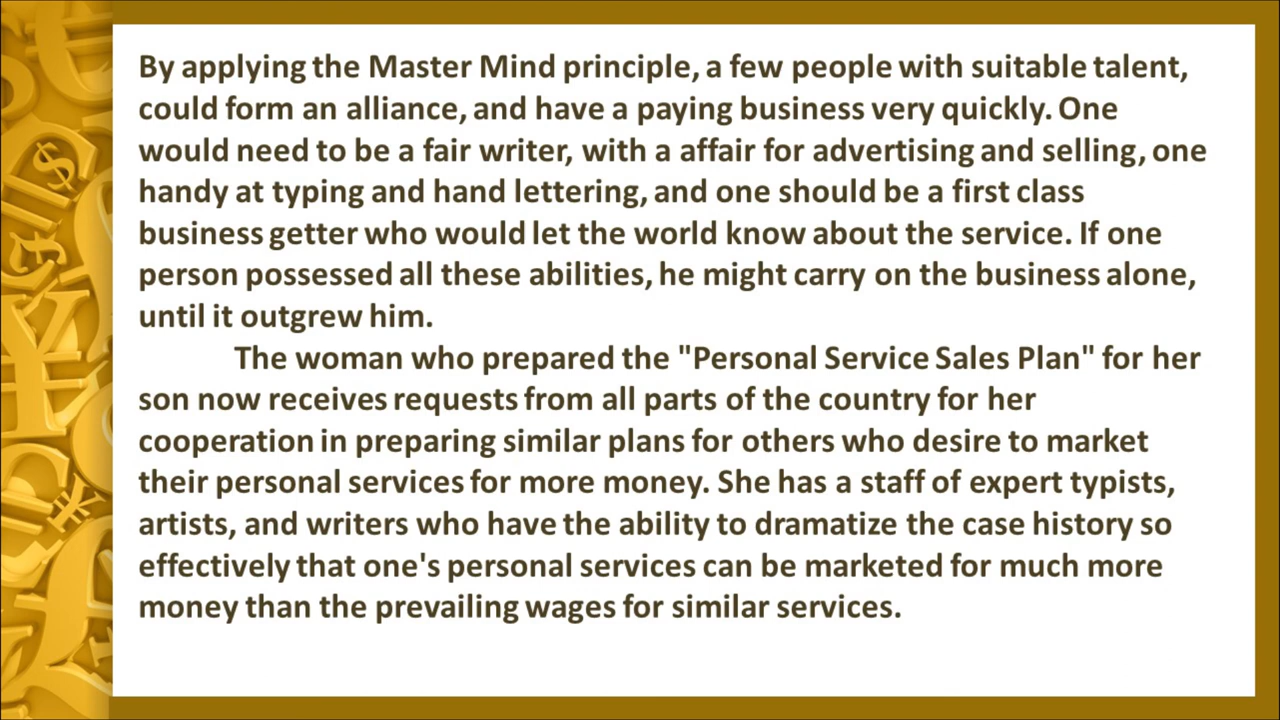 By applying the Master Mind principle, a few people with suitable talent,
could form an alliance, and have a paying business very quickly. One
would need to be a fair writer, with a affair for advertising and selling, one
handy at typing and hand lettering, and one should be a first class
business getter who would let the world know about the service. If one
person possessed all these abilities, he might carry on the business alone,
until it outgrew him.
The woman who prepared the "Personal Service Sales Plan" for her
son now receives requests from all parts of the country for her
cooperation in preparing similar plans for others who desire to market
their personal services for more money. She has a staff of expert typists,
artists, and writers who have the ability to dramatize the case history so
effectively that one's personal services can be marketed for much more
money than the prevailing wages for similar services.